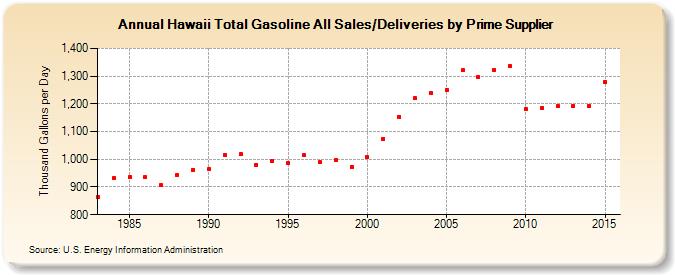 Annual Hawaii Total Gasoline All Sales/Deliveries by Prime Supplier
Thousand Gallons per Day
1,400
1,300
1,200
1,100
1,000
900
800
1985 1990 1995 2000 2005 2010 2015
Source: U.S. Energy Information Administration